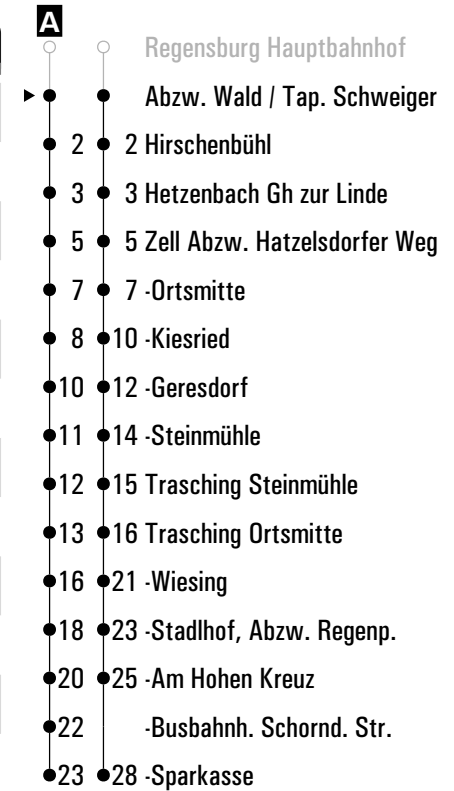 A
Regensburg Hauptbahnhof
Abzw. Wald / Tap. Schweiger
2 2 Hirschenbühl
3 3 Hetzenbach Gh zur Linde
5 5 Zell Abzw. Hatzelsdorfer Weg
7 7 -Ortsmitte
8 10 -Kiesried
10 12 -Geresdorf
11 14 -Steinmühle
12 15 Trasching Steinmühle
13 16 Trasching Ortsmitte
16 21 -Wiesing
18 23 -Stadlhof, Abzw. Regenp.
20 25 -Am Hohen Kreuz
22 -Busbahnh. Schornd. Str.
23 28 -Sparkasse